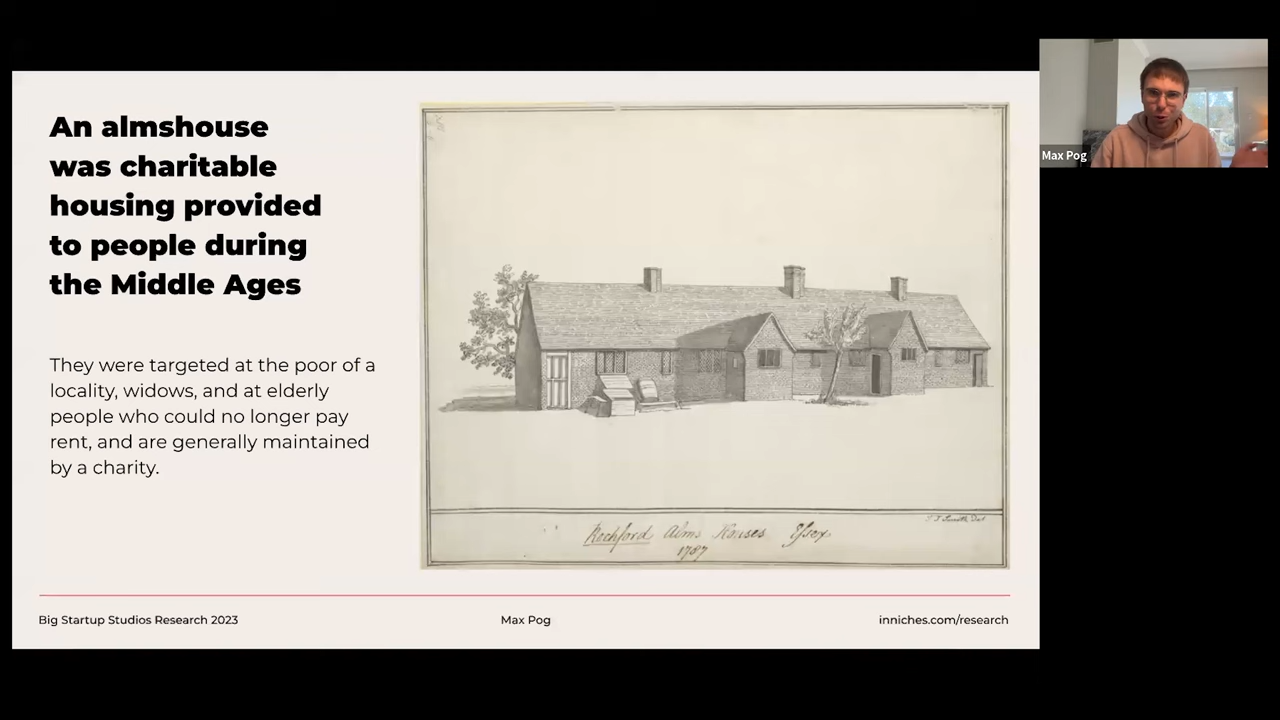 An almshouse
was charitable
housing provided
to people during
the Middle Ages
They were targeted at the poor of a
locality, widows, and at elderly
people who could no longer pay
rent, and are generally maintained
by a charity.
Rochford Alms Houses Essex
1787
Big Startup Studios Research 2023
Max Pog
inniches.com/research
Max Pog